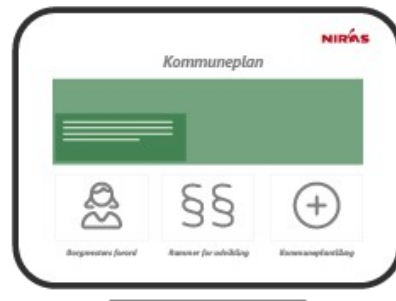 NIRAS
Kommuneplan
§§
Borgmesters forord
Rammer for udvikling
Kommuneplantillæg